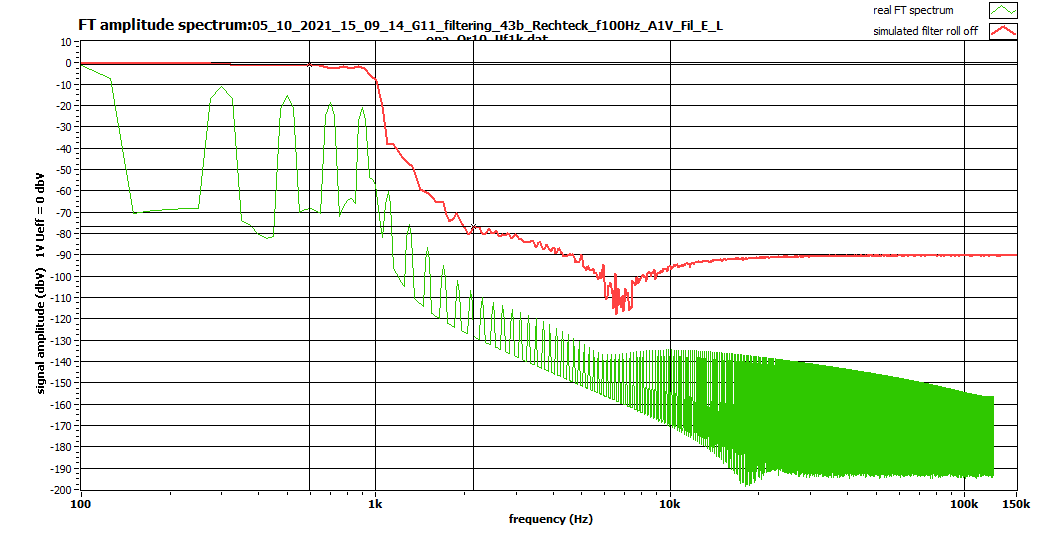 real FT spectrum
simulated filter roll off
FT amplitude spectrum:05_10_2021_15_09_14_G11_filtering_43b_Rechteck_f100Hz_A1V_Fil_E_L
signal amplitude (dbV) 1V Ueff = 0 dbV
10
0
-10
-20
-30
-40
-50
-60
-70
-80
-90
-100
-110
-120
-130
-140
-150
-160
-170
-180
-190
-200
100
1k
10k
100k
150k
frequency (Hz)